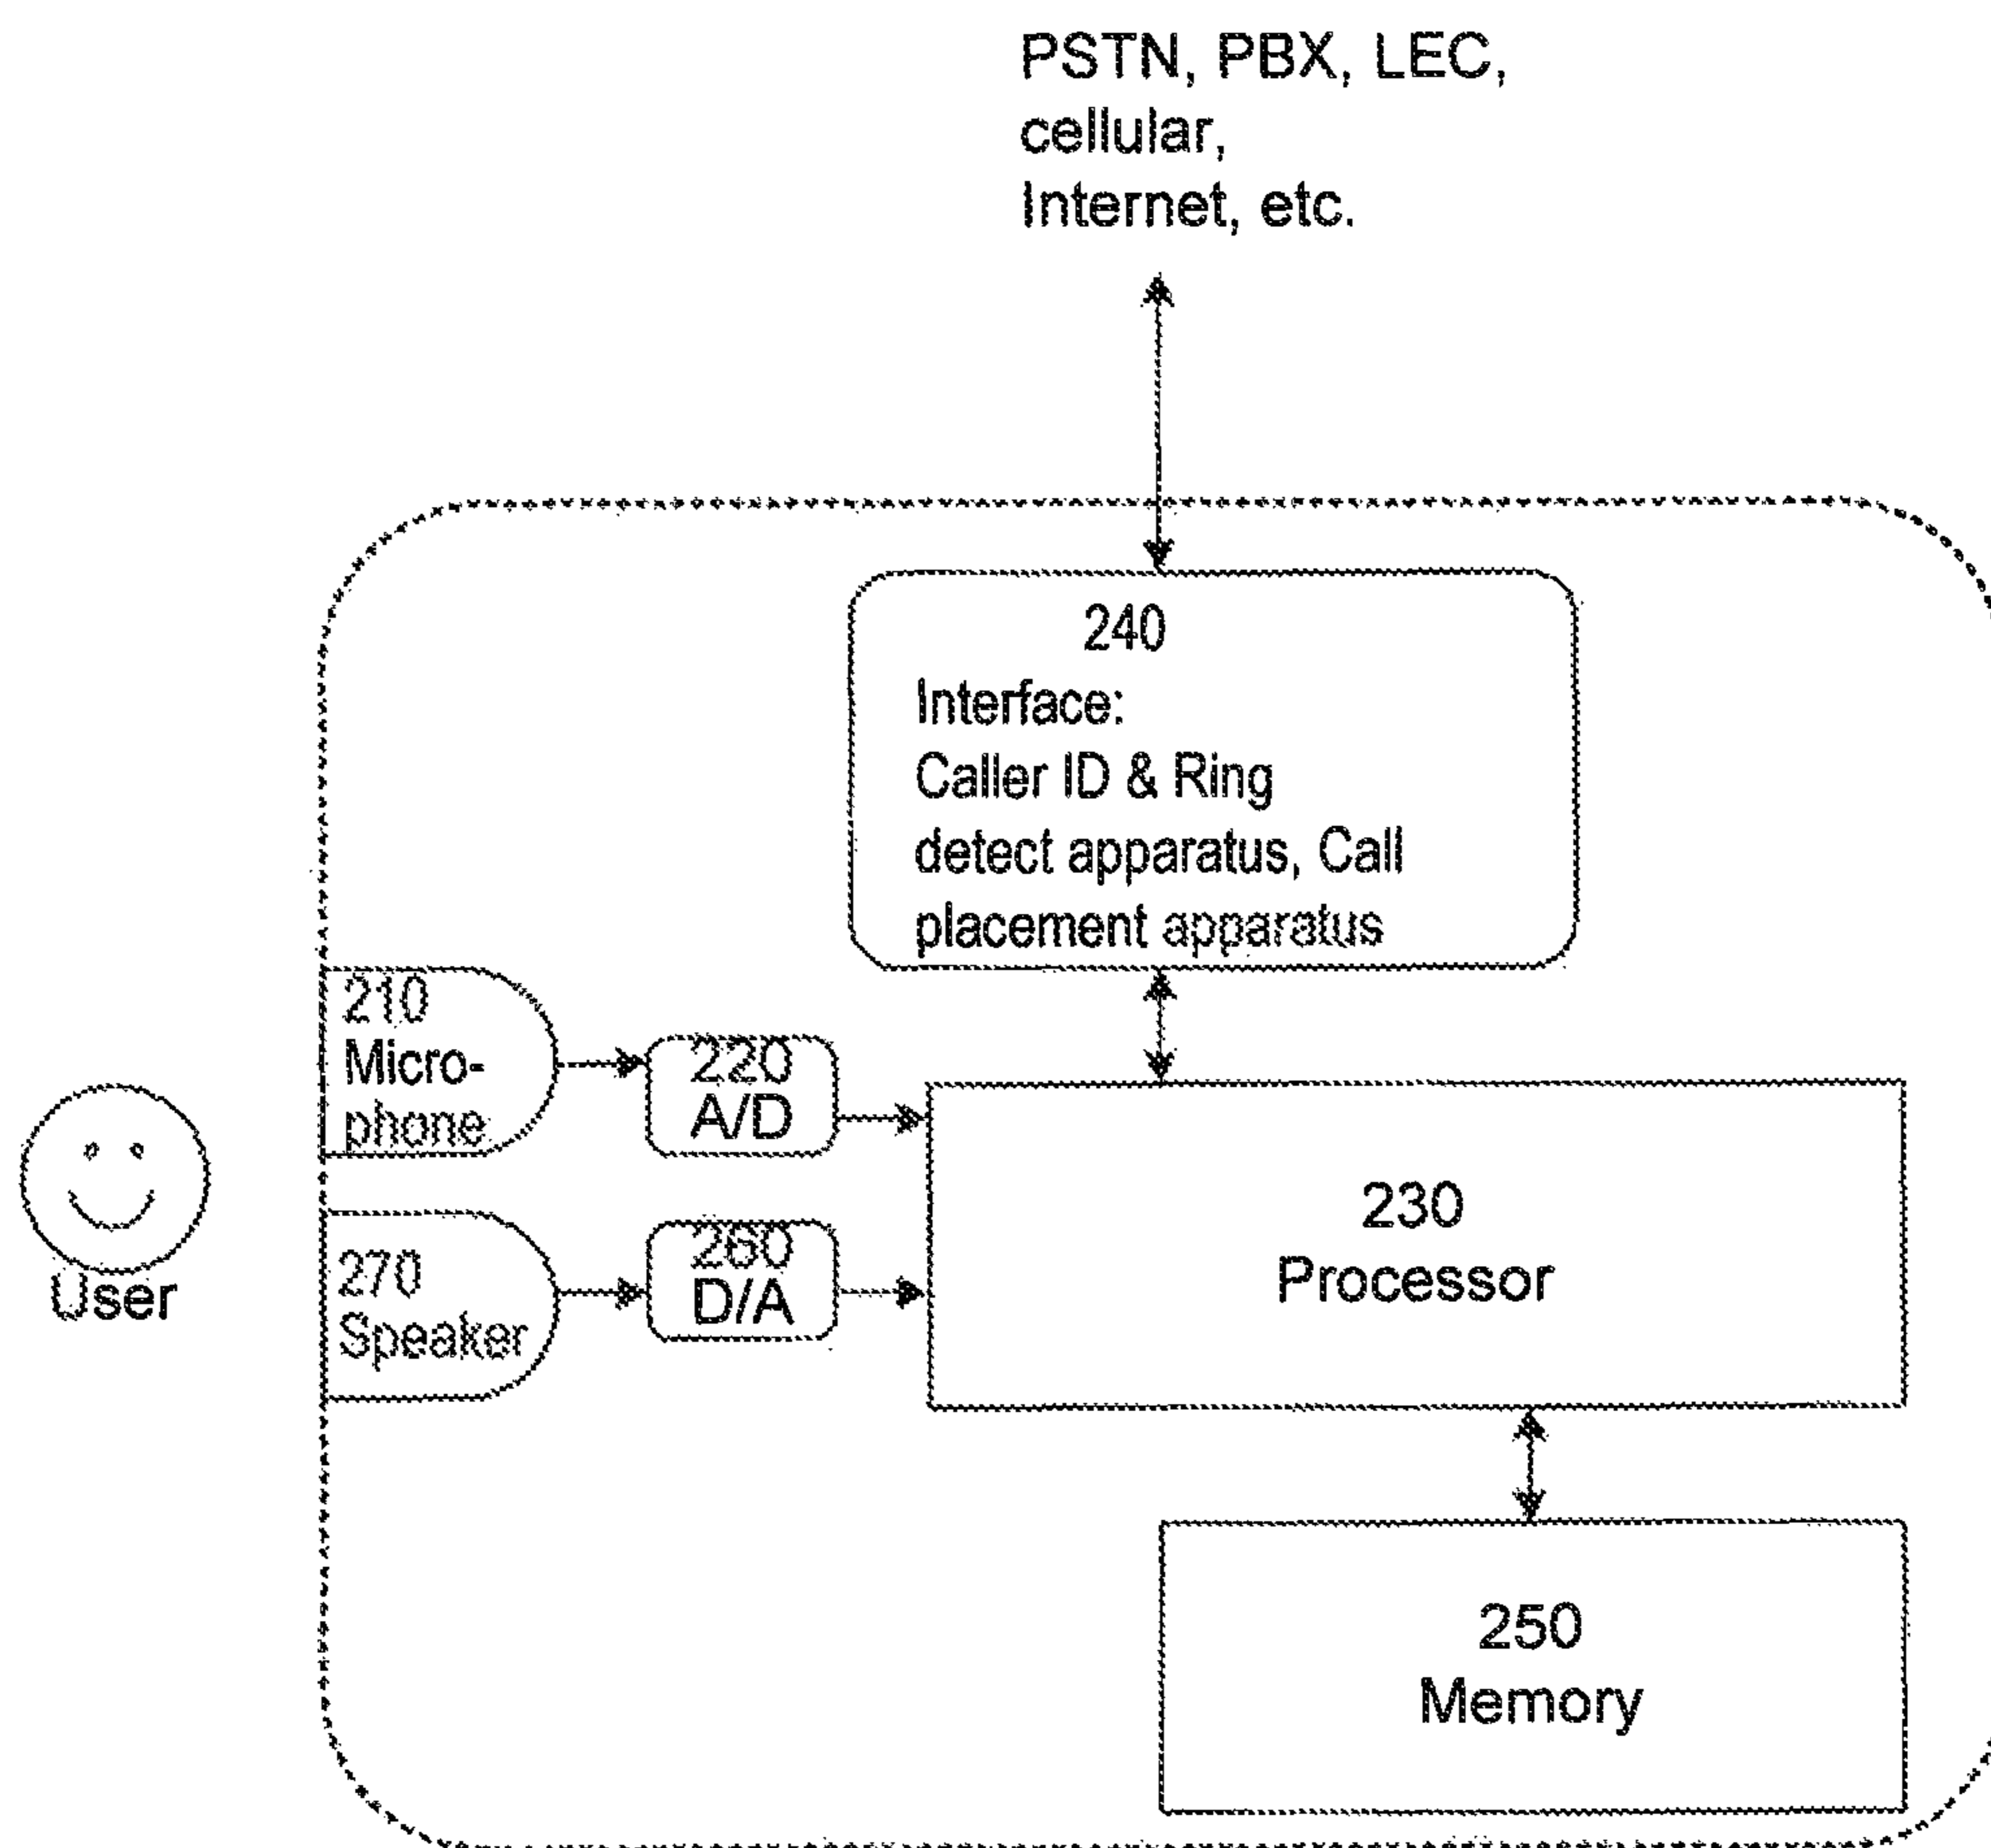 PSTN, PBX, LEC,
cellular,
Internet, etc.
240
Interface:
Caller ID & Ring
detect apparatus, Call
placement apparatus
210
Micro-
phone
220
A/D
230
Processor
User
270
Speaker
260
D/A
250
Memory